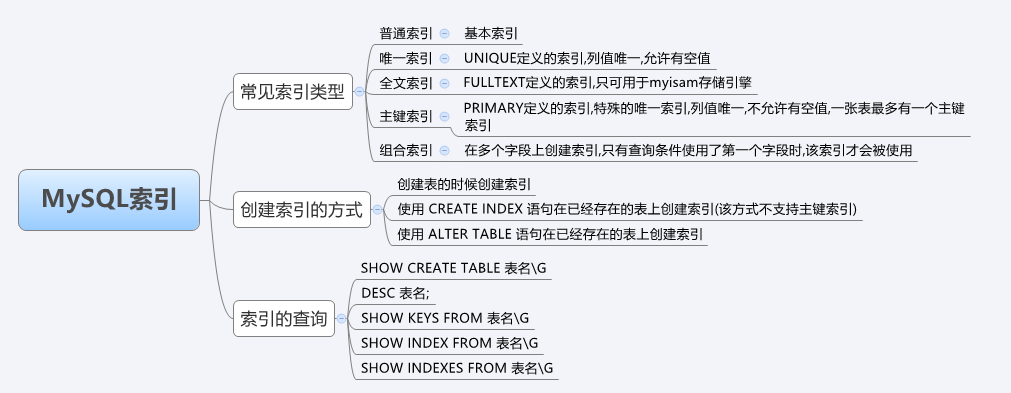 MySQL索引
常见索引类型
普通索引
基本索引
唯一索引
UNIQUE定义的索引,列值唯一,允许有空值
全文索引
FULLTEXT定义的索引,只可用于myisam存储引擎
主键索引
PRIMARY定义的索引,特殊的唯一索引,列值唯一,不允许有空值,一张表最多有一个主键
索引
组合索引
在多个字段上创建索引,只有查询条件使用了第一个字段时,该索引才会被使用
创建索引的方式
创建表的时候创建索引
使用 CREATE INDEX 语句在已经存在的表上创建索引(该方式不支持主键索引)
使用 ALTER TABLE 语句在已经存在的表上创建索引
索引的查询
SHOW CREATE TABLE 表名\G
DESC 表名;
SHOW KEYS FROM 表名\G
SHOW INDEX FROM 表名\G
SHOW INDEXES FROM 表名\G